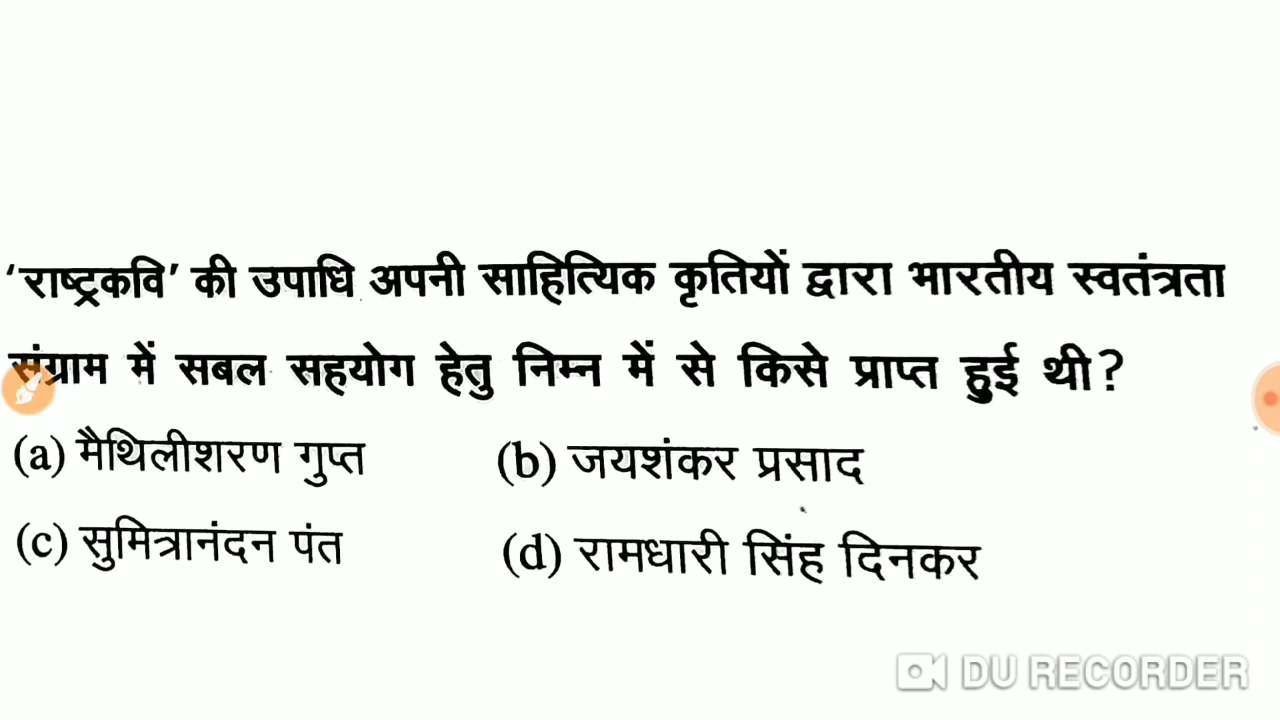 ‘राष्ट्रकवि’ की उपाधि अपनी साहित्यिक कृतियों द्वारा भारतीय स्वतंत्रता
संग्राम में सबल सहयोग हेतु निम्न में से किसे प्राप्त हुई थी?
(a) मैथिलीशरण गुप्त (b) जयशंकर प्रसाद
(c) सुमित्रानंदन पंत (d) रामधारी सिंह दिनकर
DU RECORDER